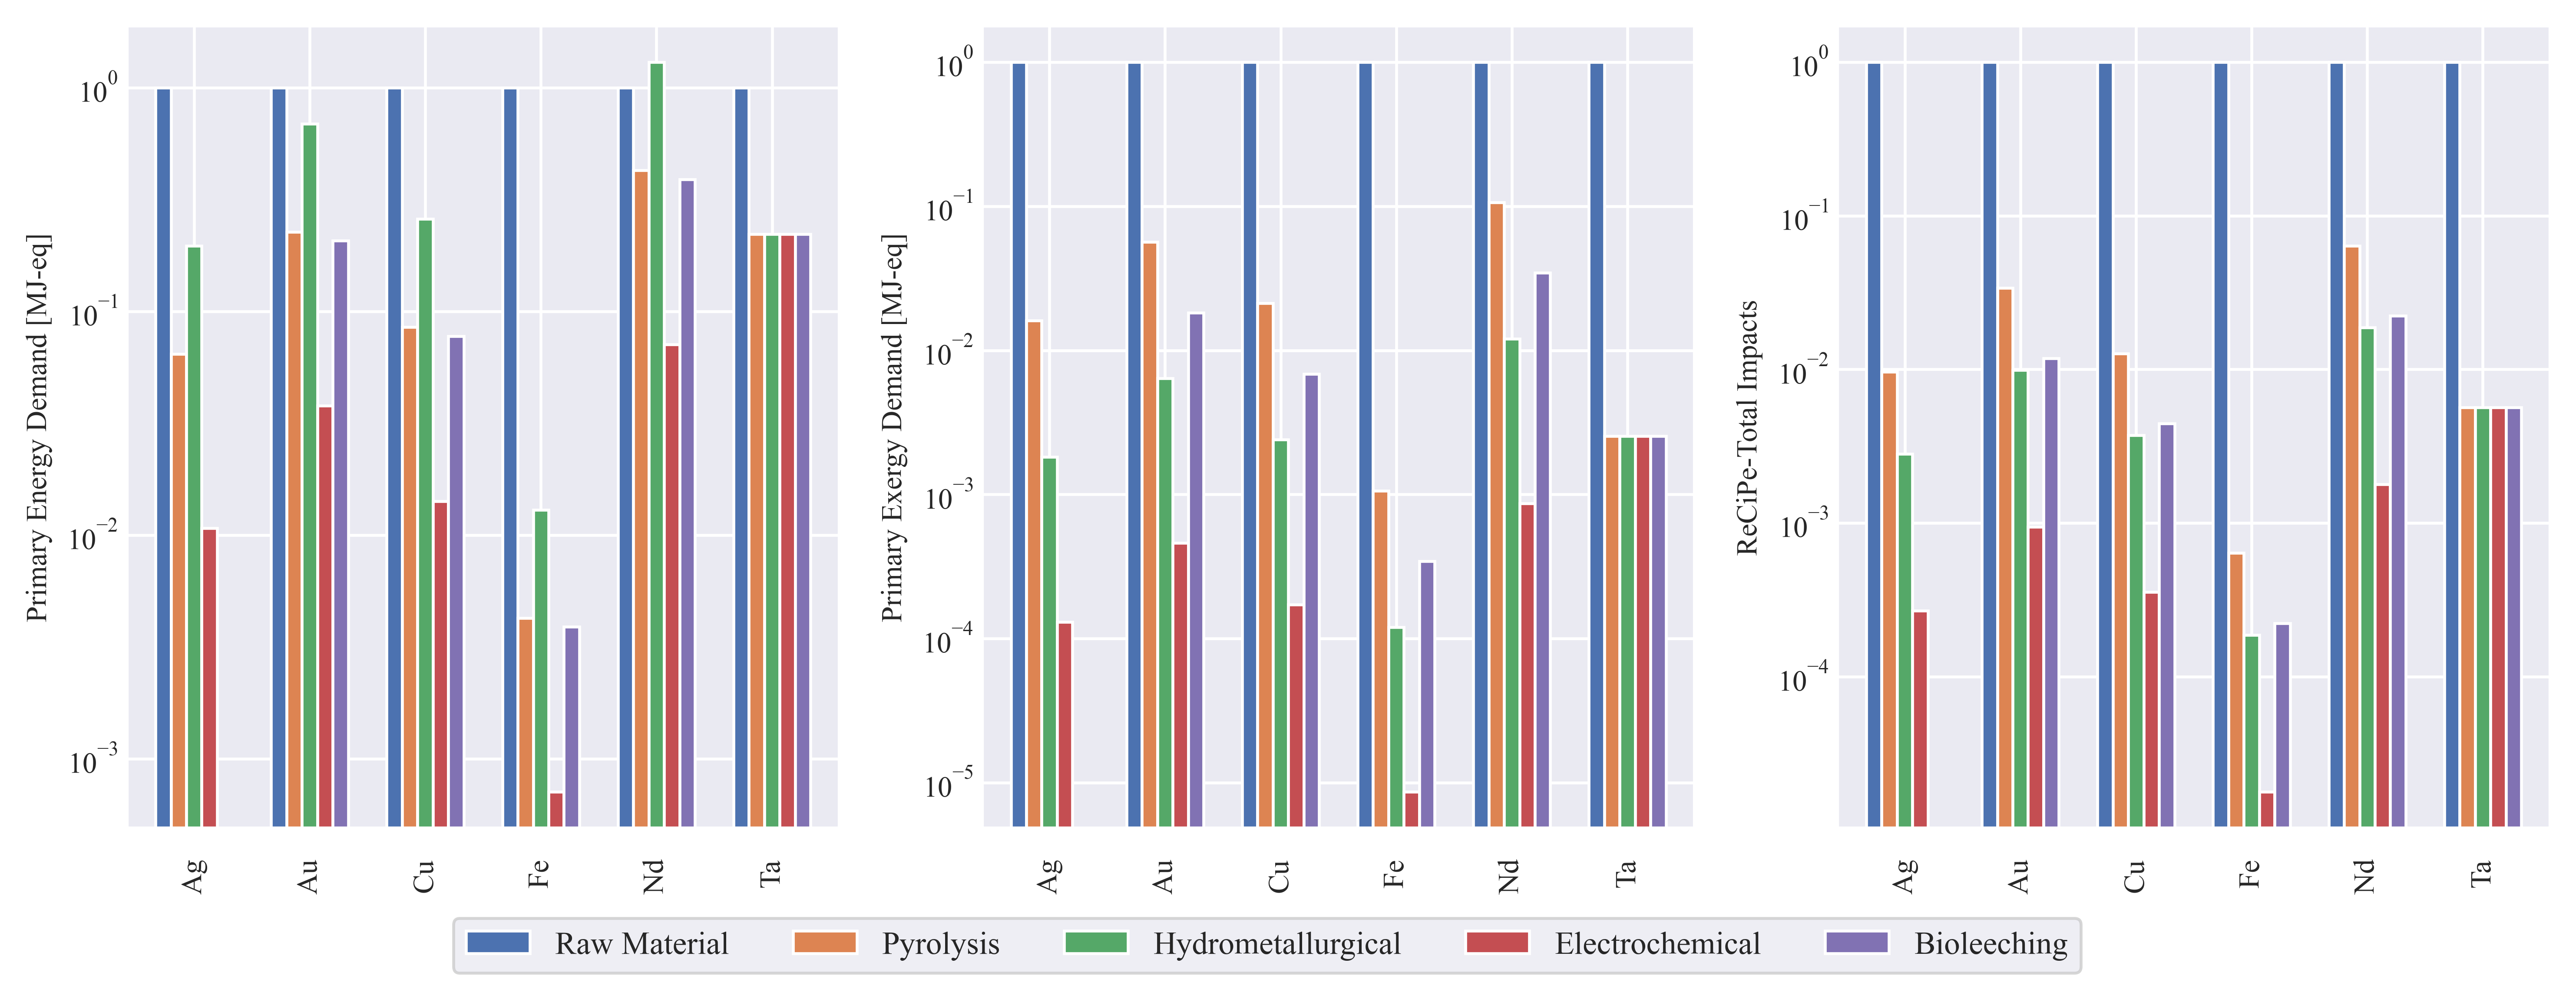 Primary Energy Demand [MJ-eq]
10^0
10^−1
10^−2
10^−3
Ag Au Cu Fe Nd Ta
Primary Exergy Demand [MJ-eq]
10^0
10^−1
10^−2
10^−3
10^−4
10^−5
Ag Au Cu Fe Nd Ta
ReCiPe-Total Impacts
10^0
10^−1
10^−2
10^−3
10^−4
Ag Au Cu Fe Nd Ta
Raw Material Pyrolysis Hydrometallurgical Electrochemical Bioleeching